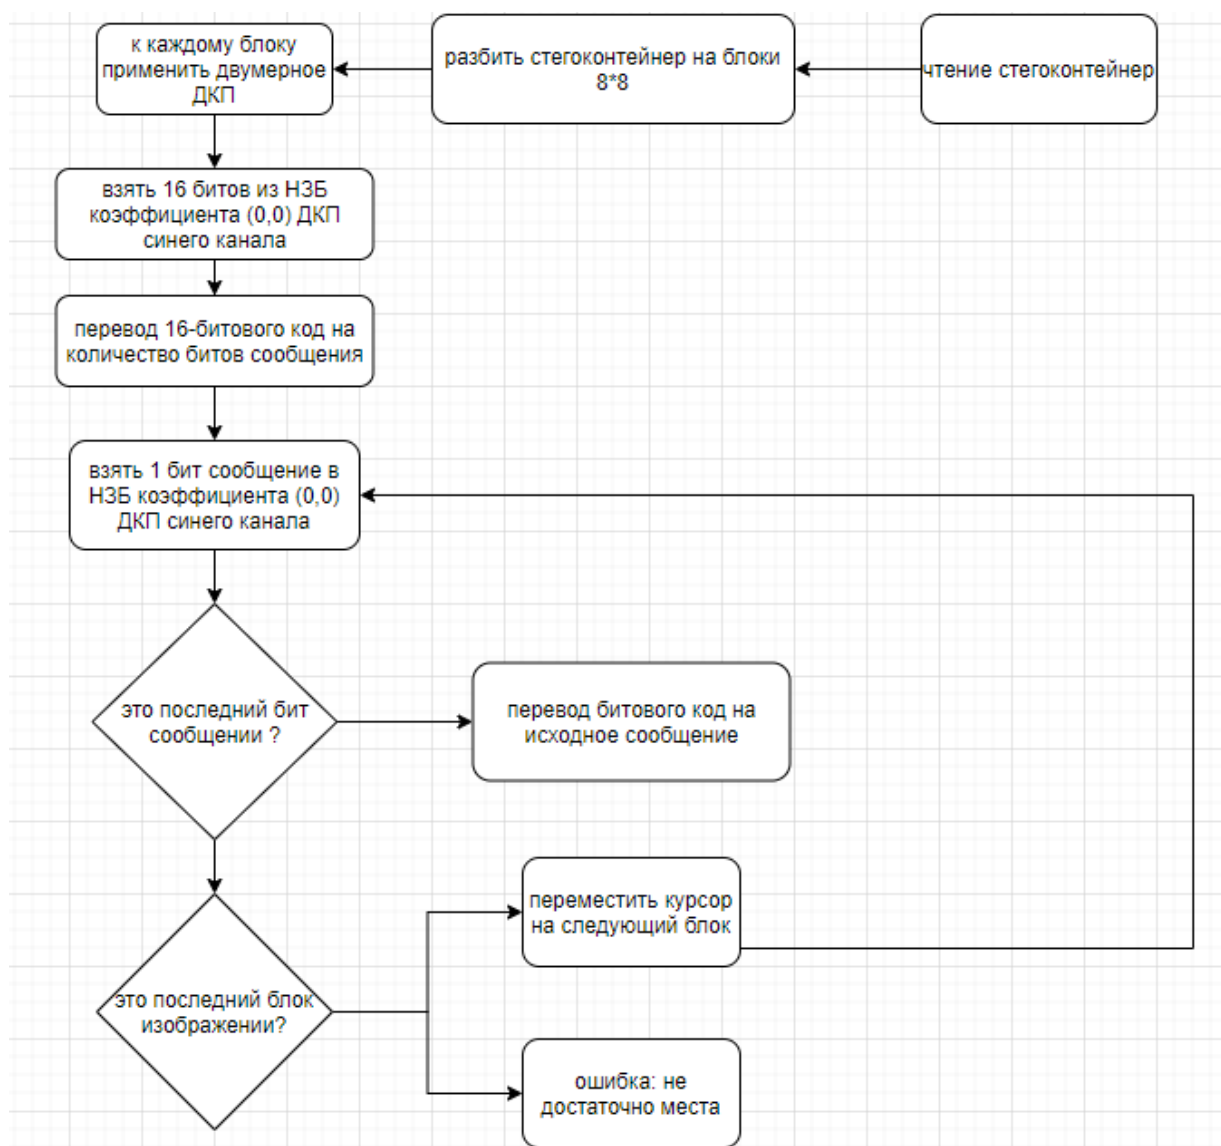 к каждому блоку
применить двумерное
ДКП
разбить стегоконтейнер на блоки
8*8
чтение стегоконтейнер
взять 16 битов из НЗБ
коэффициента (0,0) ДКП
синего канала
перевод 16-битового код на
количество битов сообщения
взять 1 бит сообщение в
НЗБ коэффициента (0,0)
ДКП синего канала
это последний бит
сообщении ?
перевод битового код на
исходное сообщение
переместить курсор
на следующий блок
это последний блок
изображении?
ошибка: не
достаточно места